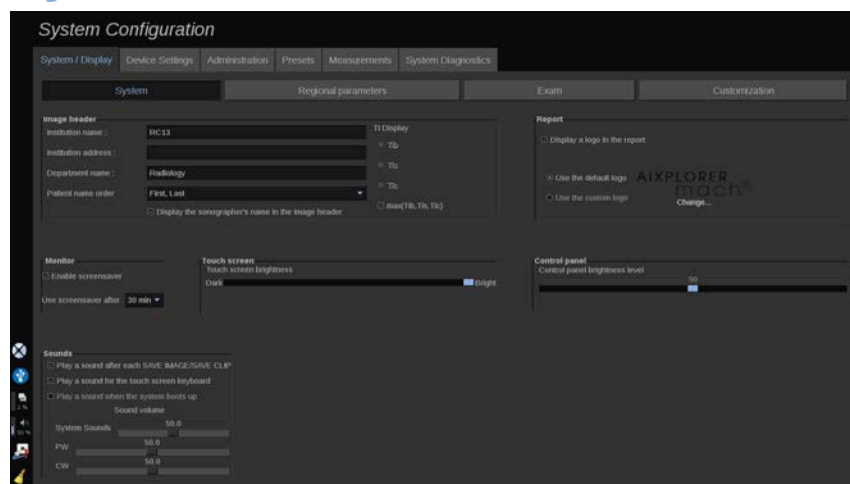 System Configuration
System / Display Device Settings Administration Presets Measurements System Diagnostics
System Regional parameters Exam Customization
Image header
Institution name : RC13
Institution address :
Department name : Radiology
Patient name order First, Last
Display the sonographer's name in the image header
TI Display
TIb
TIs
TIc
max(TIb, TIs, TIc)
Report
Display a logo in the report
Use the default logo AIXPLORER mach
Use the custom logo Change...
Monitor
Enable screensaver
Use screensaver after 30 min
Touch screen
Touch screen brightness
Dark Bright
Control panel
Control panel brightness level
50
Sounds
Play a sound after each SAVE IMAGE/SAVE CLIP
Play a sound for the touch screen keyboard
Play a sound when the system boots up
Sound volume
System Sounds 50.0
PW 50.0
CW 50.0
1 %
50 %